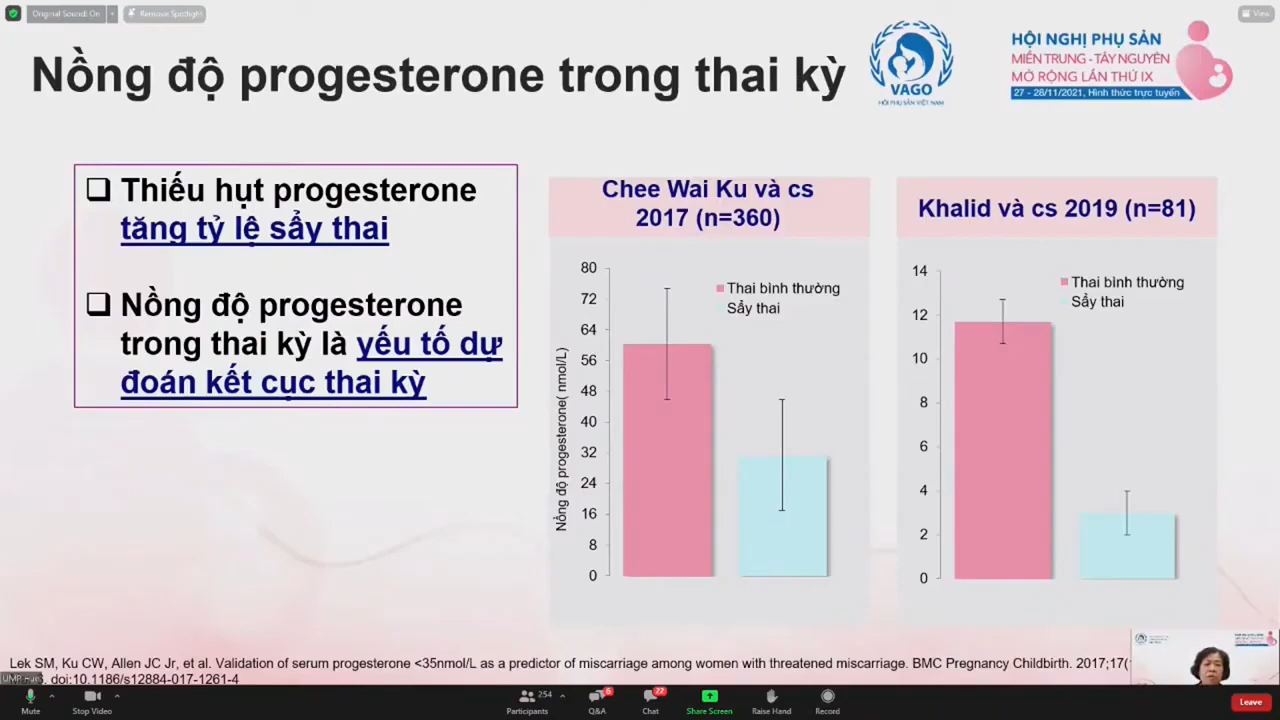 Original Sound: On
Remove Spotlight
View
Nồng độ progesterone trong thai kỳ
VAGO
HỘI PHỤ SẢN VIỆT NAM
HỘI NGHỊ PHỤ SẢN
MIỀN TRUNG - TÂY NGUYÊN
MỞ RỘNG LẦN THỨ IX
27 - 28/11/2021, Hình thức trực tuyến
❑ Thiếu hụt progesterone
tăng tỷ lệ sẩy thai
❑ Nồng độ progesterone
trong thai kỳ là yếu tố dự
đoán kết cục thai kỳ
Chee Wai Ku và cs
2017 (n=360)
Nồng độ progesterone( nmol/L)
80
72
64
56
48
40
32
24
16
8
0
Thai bình thường
Sẩy thai
Khalid và cs 2019 (n=81)
14
12
10
8
6
4
2
0
Thai bình thường
Sẩy thai
Lek SM, Ku CW, Allen JC Jr, et al. Validation of serum progesterone <35nmol/L as a predictor of miscarriage among women with threatened miscarriage. BMC Pregnancy Childbirth. 2017;17(
doi:10.1186/s12884-017-1261-4
Mute
Stop Video
254
Participants
6
Q&A
22
Chat
Share Screen
Raise Hand
Record
Leave